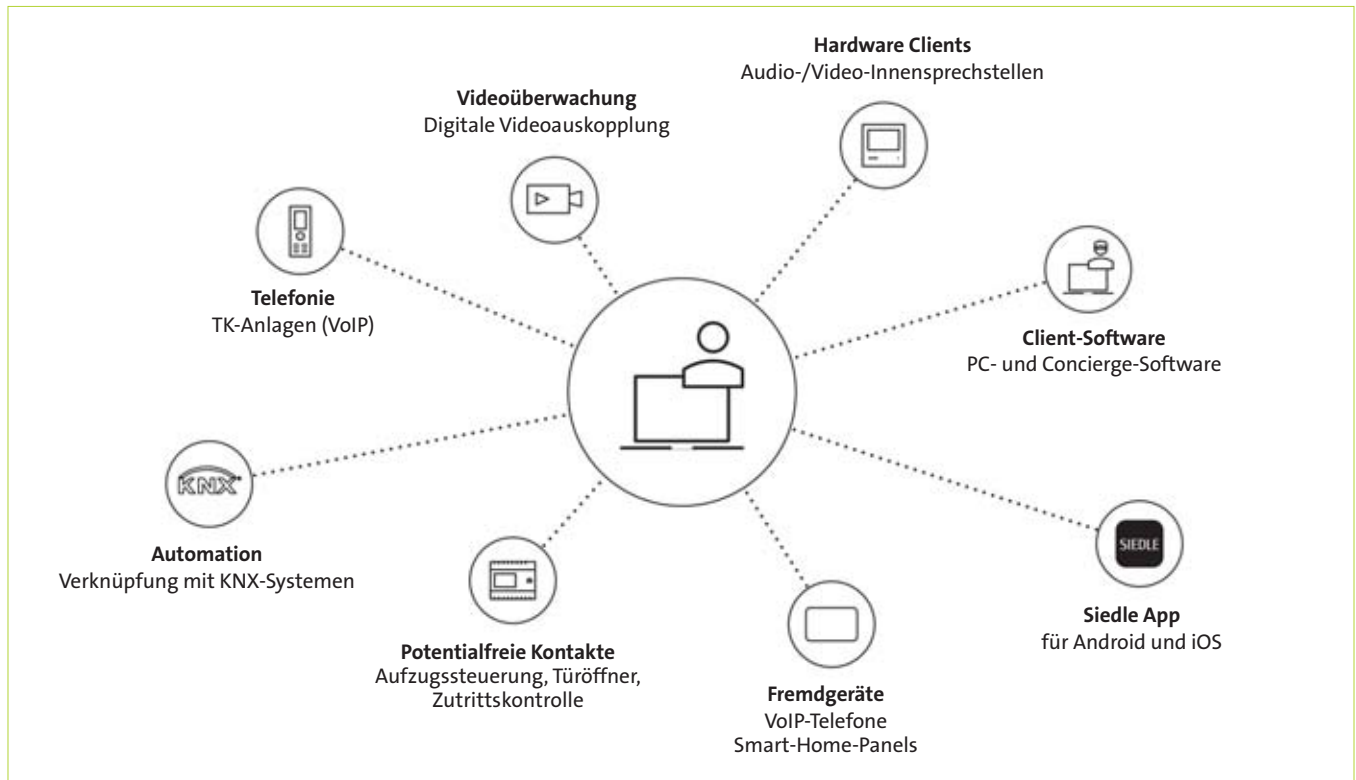 Hardware Clients
Audio-/Video-Innensprechstellen
Videoüberwachung
Digitale Videoauskopplung
Telefonie
TK-Anlagen (VoIP)
Client-Software
PC- und Concierge-Software
KNX
Automation
Verknüpfung mit KNX-Systemen
SIEDLE
Siedle App
für Android und iOS
Potentialfreie Kontakte
Aufzugssteuerung, Türöffner,
Zutrittskontrolle
Fremdgeräte
VoIP-Telefone
Smart-Home-Panels